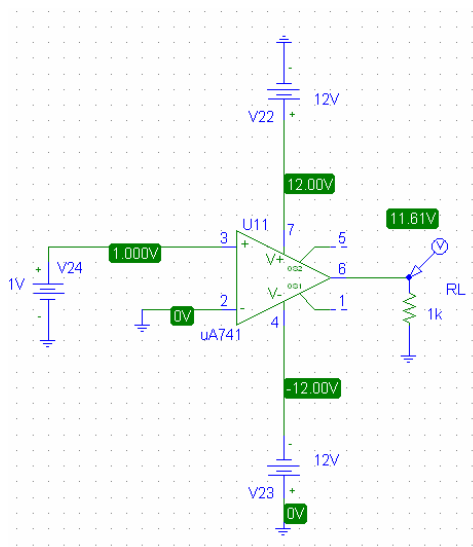 -
12V
V22
+
12.00V
11.61V
U11
7
3
+
5
V+
OS2
1.000V
+
V24
6
V
1V
OS1
RL
-
V-
2
-
1
1k
0V
uA741
4
-12.00V
-
12V
V23
+
0V